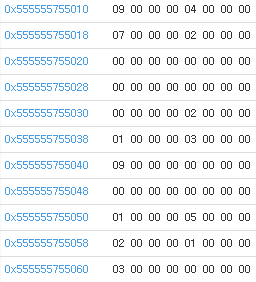 0x555555755010 09 00 00 00 04 00 00 00
0x555555755018 07 00 00 00 02 00 00 00
0x555555755020 00 00 00 00 00 00 00 00
0x555555755028 00 00 00 00 00 00 00 00
0x555555755030 00 00 00 00 02 00 00 00
0x555555755038 01 00 00 00 03 00 00 00
0x555555755040 09 00 00 00 00 00 00 00
0x555555755048 00 00 00 00 00 00 00 00
0x555555755050 01 00 00 00 05 00 00 00
0x555555755058 02 00 00 00 01 00 00 00
0x555555755060 03 00 00 00 00 00 00 00